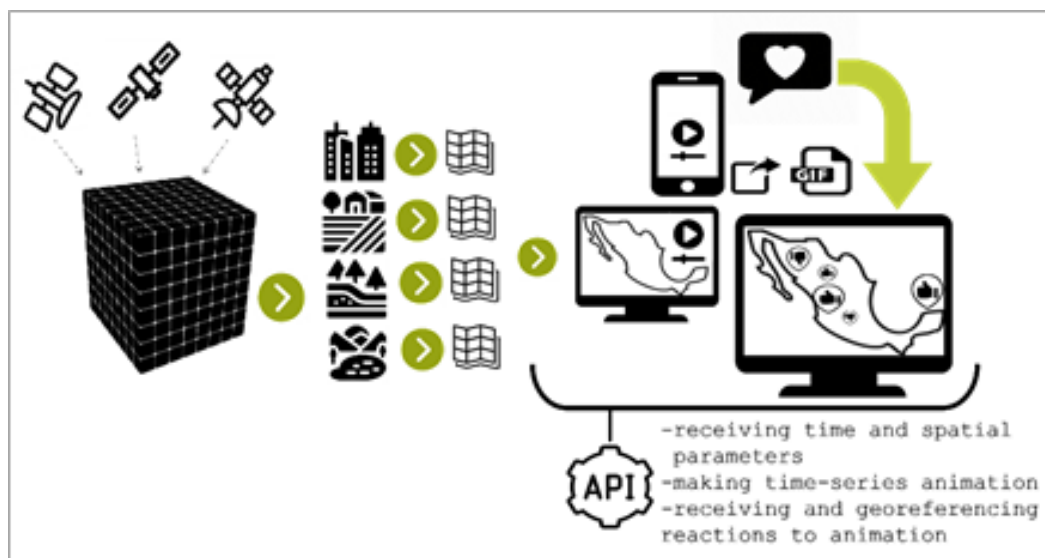 GIF
API
-receiving time and spatial
parameters
-making time-series animation
-receiving and georeferencing
reactions to animation